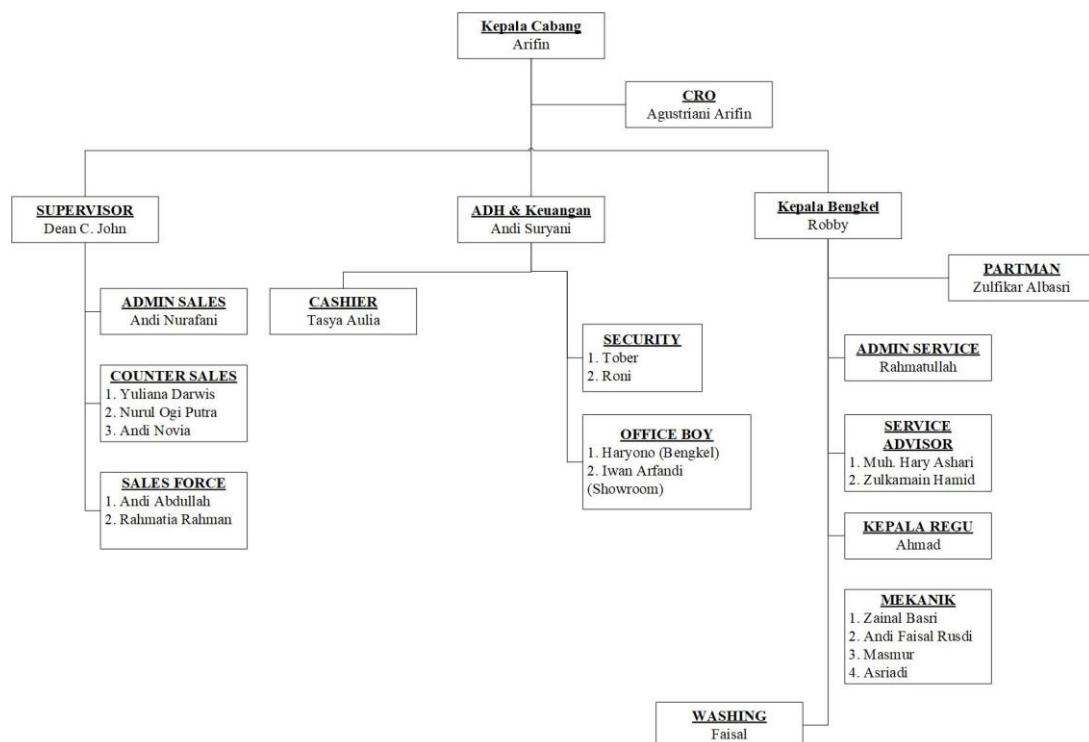 Kepala Cabang
Arifin
CRO
Agustriani Arifin
SUPERVISOR
Dean C. John
ADMIN SALES
Andi Nurafani
COUNTER SALES
1. Yuliana Darwis
2. Nurul Ogi Putra
3. Andi Novia
SALES FORCE
1. Andi Abdullah
2. Rahmatia Rahman
ADH & Keuangan
Andi Suryani
CASHIER
Tasya Aulia
SECURITY
1. Tober
2. Roni
OFFICE BOY
1. Haryono (Bengkel)
2. Iwan Arfandi
(Showroom)
Kepala Bengkel
Robby
PARTMAN
Zulfikar Albasri
ADMIN SERVICE
Rahmatullah
SERVICE
ADVISOR
1. Muh. Hary Ashari
2. Zulkarnain Hamid
KEPALA REGU
Ahmad
MEKANIK
1. Zainal Basri
2. Andi Faisal Rusdi
3. Masmur
4. Asriadi
WASHING
Faisal